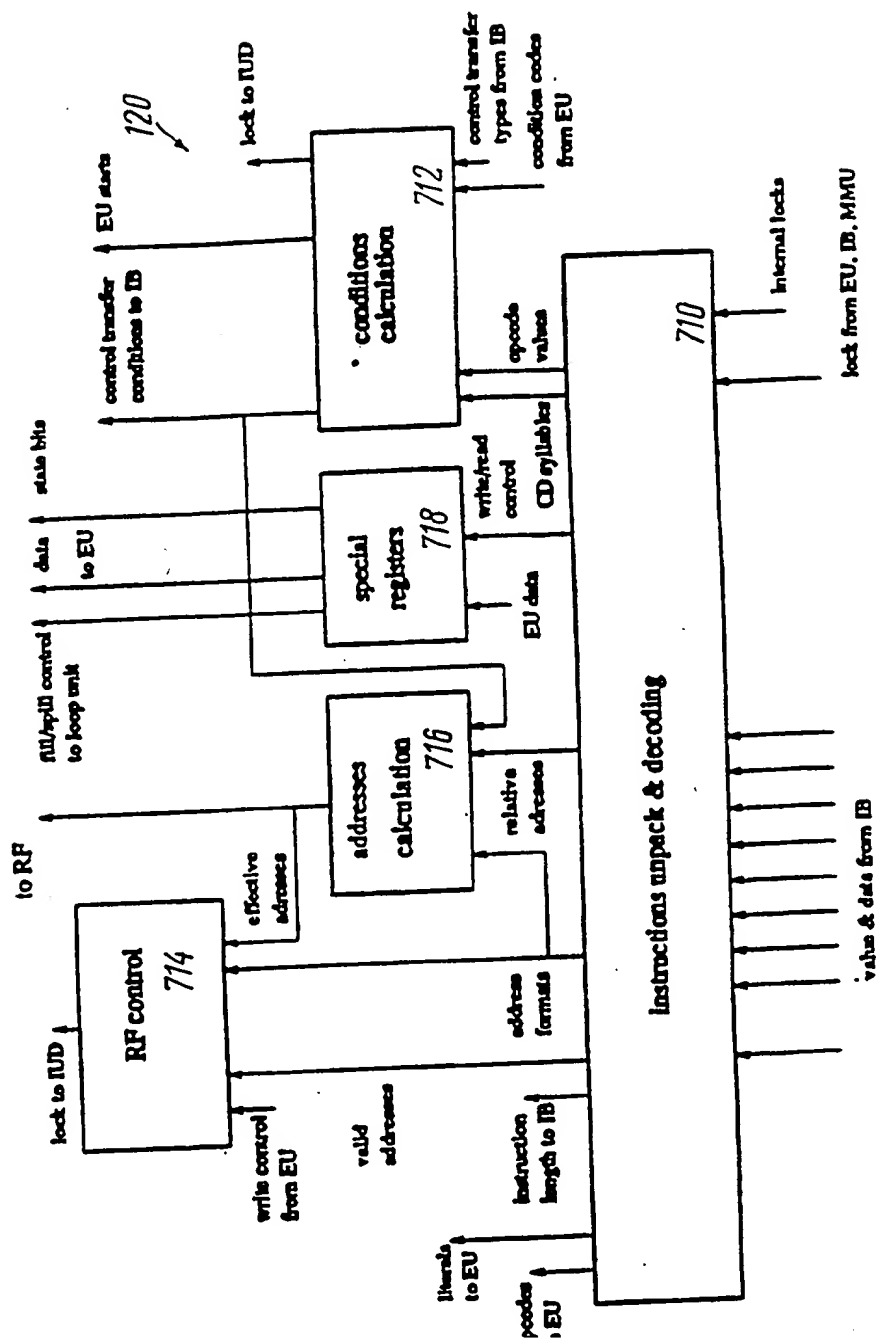 120
lock to IUD
EU starts
control transfer
conditions to IB
state bits
data
to EU
fill/spill control
to loop unit
to RF
lock to IUD
RF control
714
effective
adresses
addresses
calculation
716
special
registers
718
conditions
calculation
712
control transfer
types from IB
condition codes
from EU
write control
from EU
valid
addresses
address
formats
relative
adresses
EU data
write/read
control
CD syllables
opcode
values
literals
to EU
pcodes
EU
instruction
length to IB
instructions unpack & decoding
710
value & data from IB
internal locks
lock from EU, IB, MMU